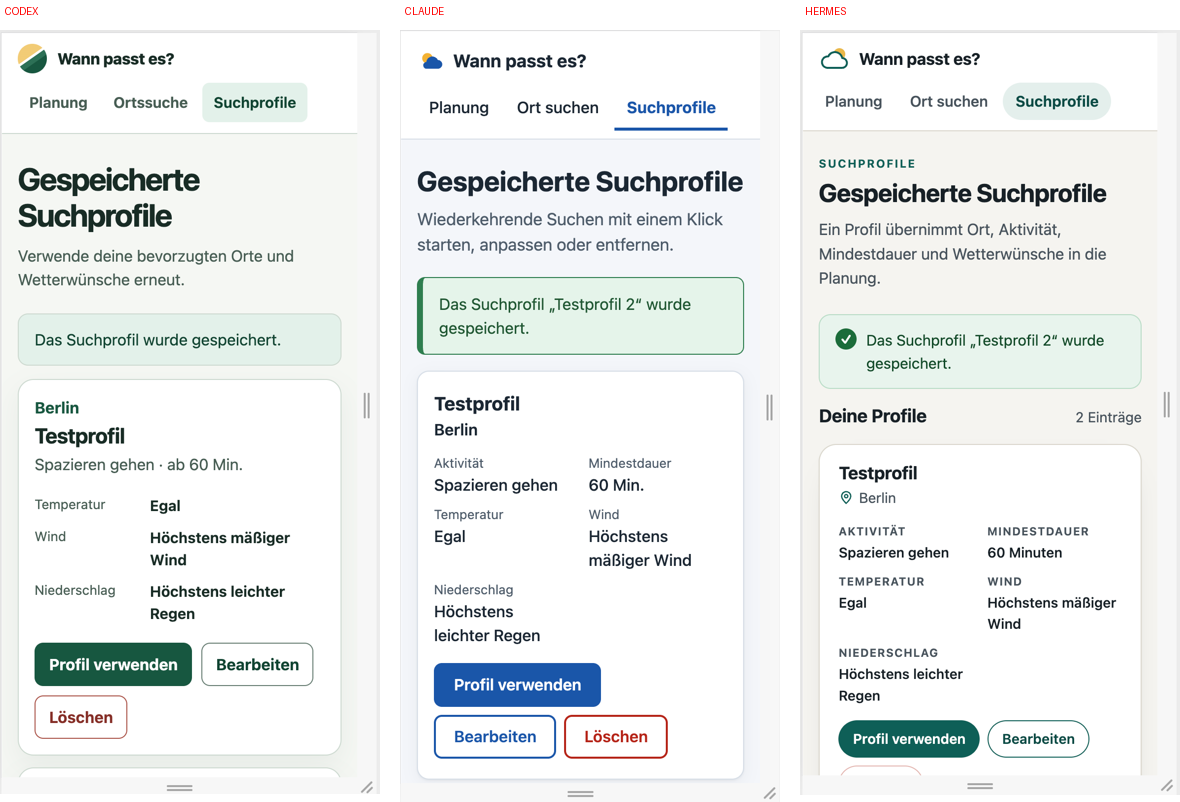 CODEX
Wann passt es?
Planung
Ortssuche
Suchprofile
Gespeicherte
Suchprofile
Verwende deine bevorzugten Orte und
Wetterwünsche erneut.
Das Suchprofil wurde gespeichert.
Berlin
Testprofil
Spazieren gehen · ab 60 Min.
Temperatur
Egal
Wind
Höchstens mäßiger
Wind
Niederschlag
Höchstens leichter
Regen
Profil verwenden
Bearbeiten
Löschen
CLAUDE
Wann passt es?
Planung
Ort suchen
Suchprofile
Gespeicherte Suchprofile
Wiederkehrende Suchen mit einem Klick
starten, anpassen oder entfernen.
Das Suchprofil „Testprofil 2“ wurde
gespeichert.
Testprofil
Berlin
Aktivität
Spazieren gehen
Mindestdauer
60 Min.
Temperatur
Egal
Wind
Höchstens
mäßiger Wind
Niederschlag
Höchstens
leichter Regen
Profil verwenden
Bearbeiten
Löschen
HERMES
Wann passt es?
Planung
Ort suchen
Suchprofile
SUCHPROFILE
Gespeicherte Suchprofile
Ein Profil übernimmt Ort, Aktivität,
Mindestdauer und Wetterwünsche in die
Planung.
Das Suchprofil „Testprofil 2“ wurde
gespeichert.
Deine Profile
2 Einträge
Testprofil
Berlin
AKTIVITÄT
Spazieren gehen
MINDESTDAUER
60 Minuten
TEMPERATUR
Egal
WIND
Höchstens mäßiger
Wind
NIEDERSCHLAG
Höchstens leichter
Regen
Profil verwenden
Bearbeiten